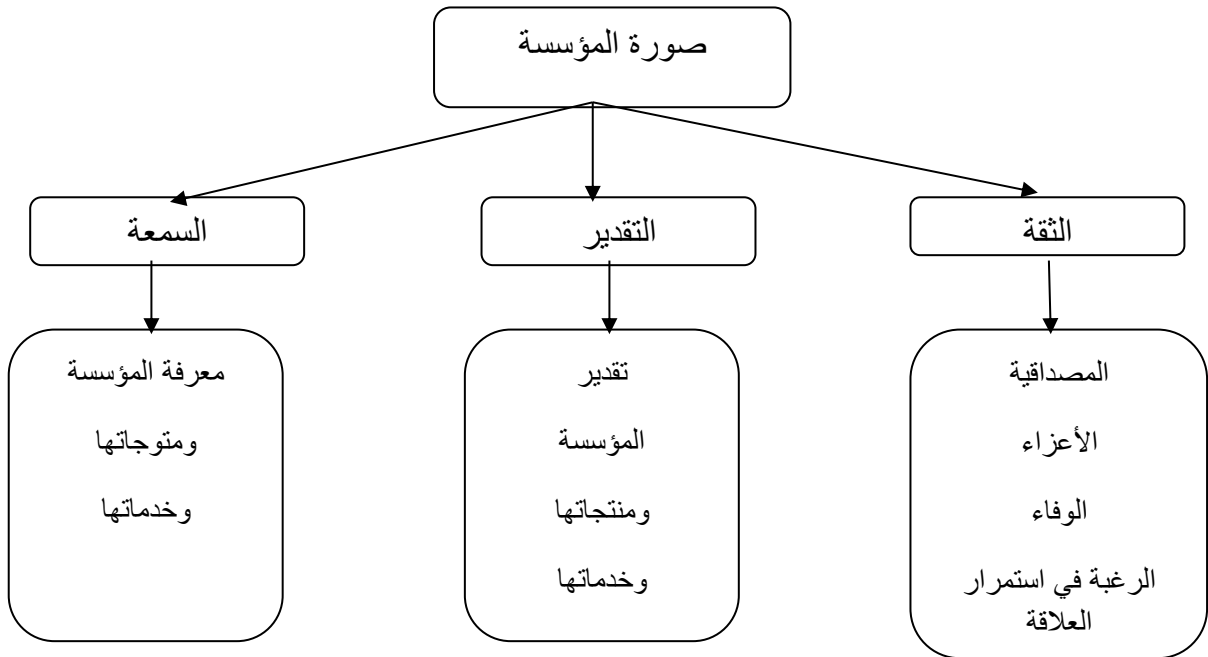 صورة المؤسسة
الثقة
التقدير
السمعة
المصداقية
الأعزاء
الوفاء
الرغبة في استمرار
العلاقة
تقدير
المؤسسة
ومنتجاتها
وخدماتها
معرفة المؤسسة
ومتوجاتها
وخدماتها